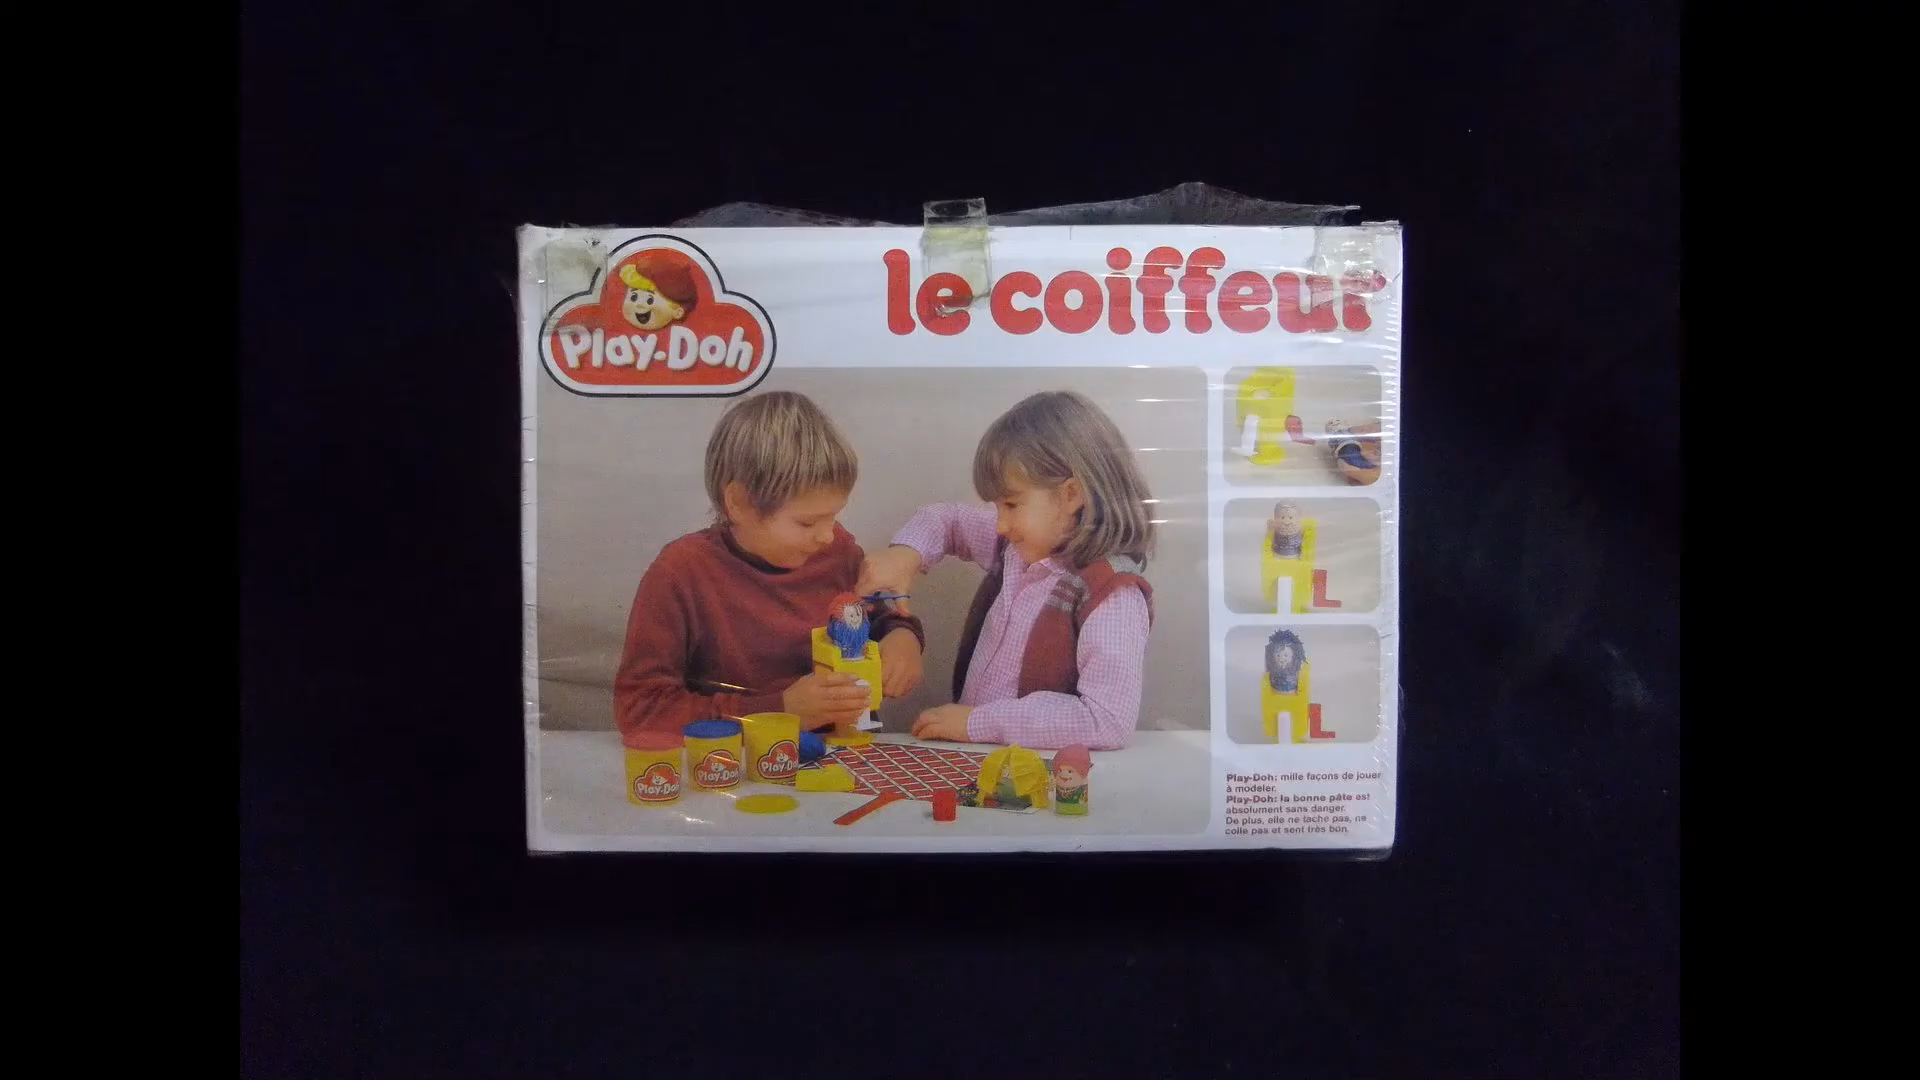 Play-Doh
le coiffeur
Play-Doh
Play-Doh
Play-Doh
Play-Doh: mille façons de jouer
à modeler.
Play-Doh: la bonne pâte est
absolument sans danger.
De plus, elle ne tache pas, ne
colle pas et sent très bon.